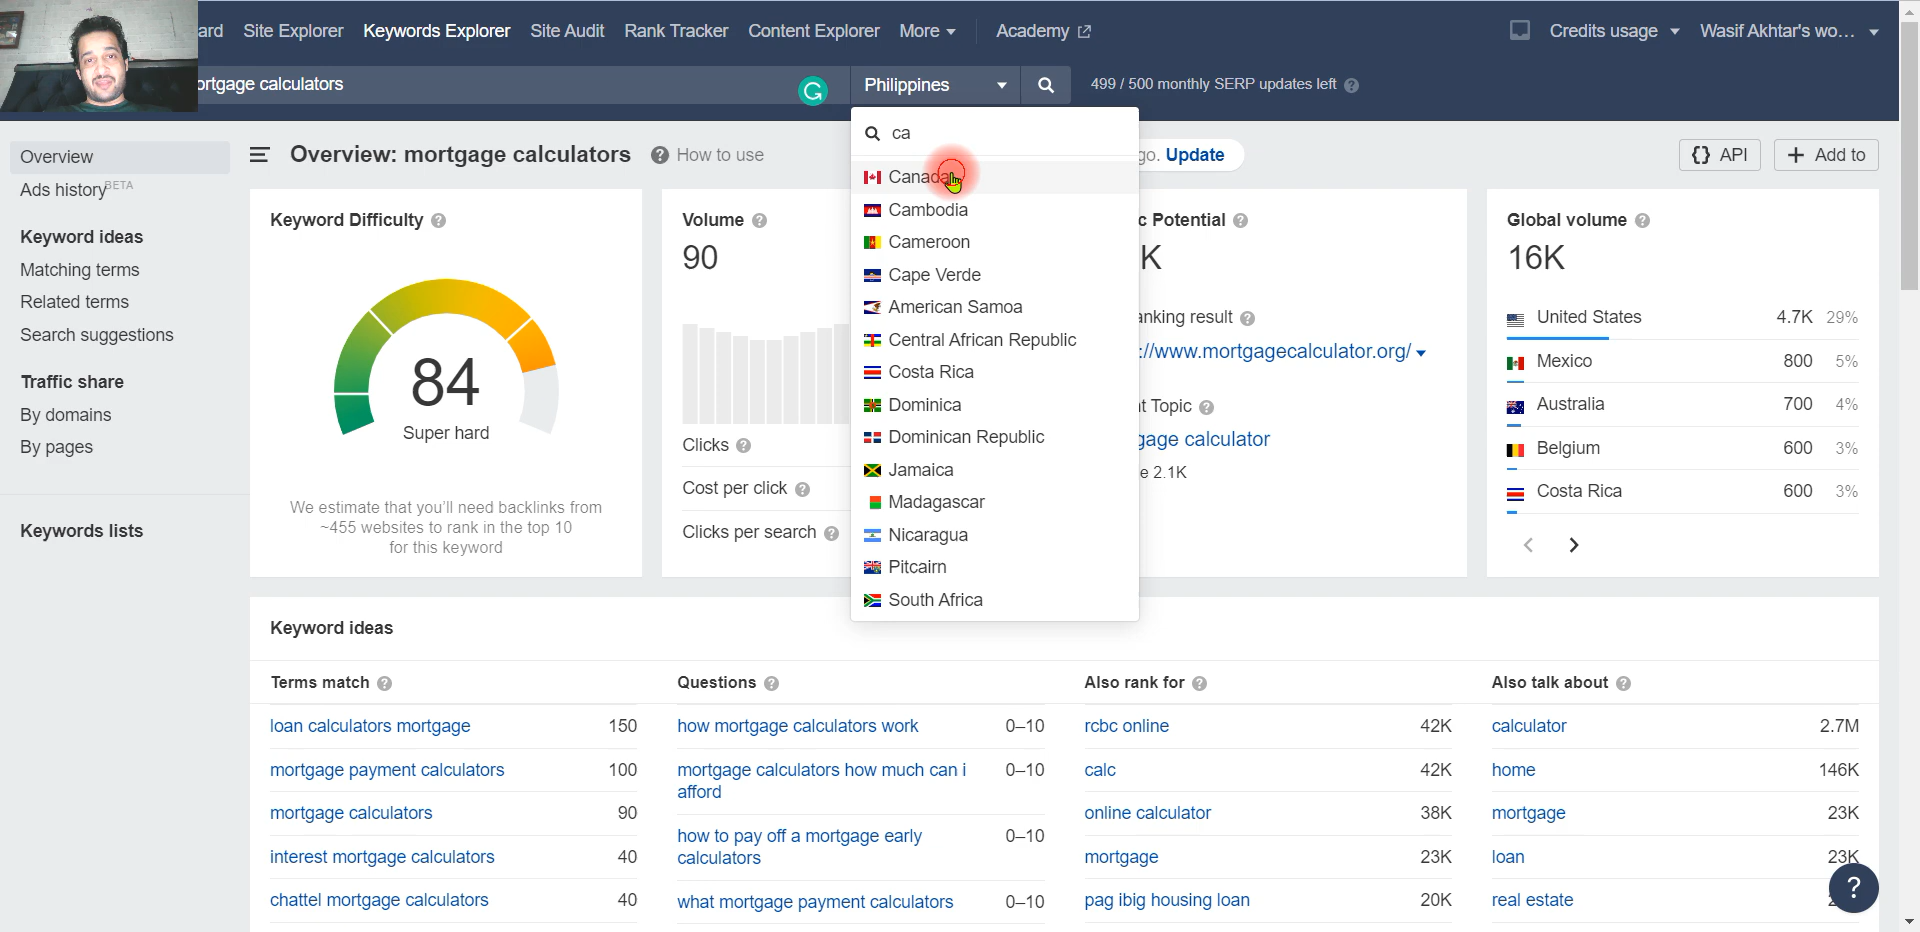 ard Site Explorer Keywords Explorer Site Audit Rank Tracker Content Explorer More Academy Credits usage Wasif Akhtar's wo...
ortgage calculators G Philippines 499 / 500 monthly SERP updates left ?
ca
Canada
Cambodia
Cameroon
Cape Verde
American Samoa
Central African Republic
Costa Rica
Dominica
Dominican Republic
Jamaica
Madagascar
Nicaragua
Pitcairn
South Africa
Overview
Ads history BETA
Keyword ideas
Matching terms
Related terms
Search suggestions
Traffic share
By domains
By pages
Keywords lists
Overview: mortgage calculators ? How to use go. Update {} API + Add to
Keyword Difficulty ?
84
Super hard
We estimate that you'll need backlinks from
~455 websites to rank in the top 10
for this keyword
Volume ?
90
Clicks ?
Cost per click ?
Clicks per search ?
c Potential ?
K
anking result ?
://www.mortgagecalculator.org/
t Topic ?
gage calculator
e 2.1K
Global volume ?
16K
United States 4.7K 29%
Mexico 800 5%
Australia 700 4%
Belgium 600 3%
Costa Rica 600 3%
Keyword ideas
Terms match ?
loan calculators mortgage 150
mortgage payment calculators 100
mortgage calculators 90
interest mortgage calculators 40
chattel mortgage calculators 40
Questions ?
how mortgage calculators work 0–10
mortgage calculators how much can i 0–10
afford
how to pay off a mortgage early 0–10
calculators
what mortgage payment calculators 0–10
Also rank for ?
rcbc online 42K
calc 42K
online calculator 38K
mortgage 23K
pag ibig housing loan 20K
Also talk about ?
calculator 2.7M
home 146K
mortgage 23K
loan 23K
real estate
?